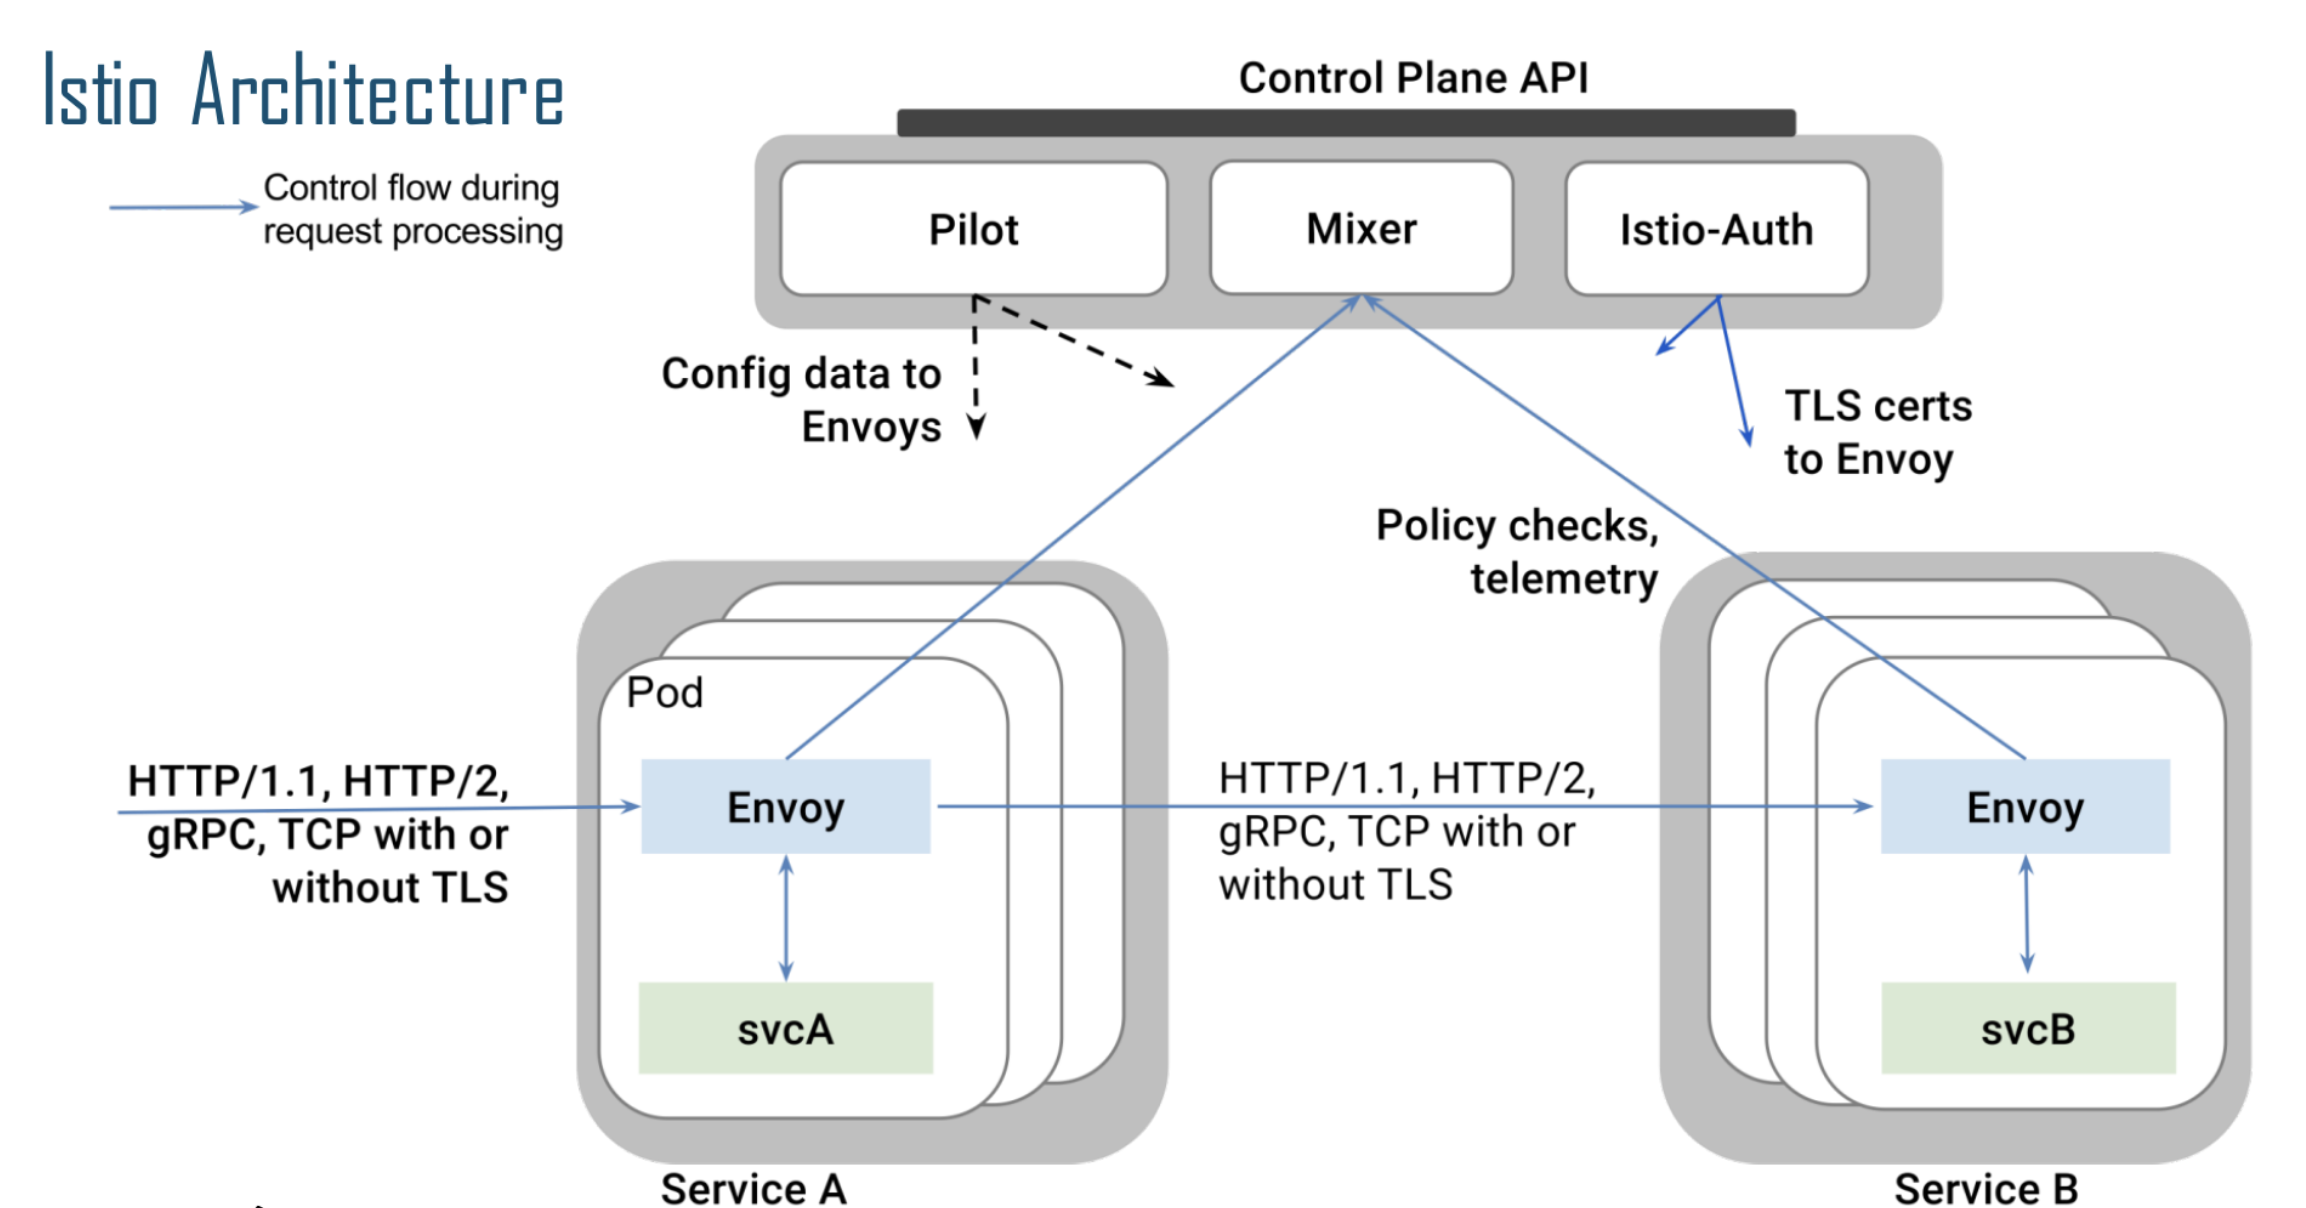 Istio Architecture
Control flow during
request processing
Control Plane API
Pilot
Mixer
Istio-Auth
Config data to
Envoys
TLS certs
to Envoy
Policy checks,
telemetry
Pod
HTTP/1.1, HTTP/2,
gRPC, TCP with or
without TLS
Envoy
HTTP/1.1, HTTP/2,
gRPC, TCP with or
without TLS
Envoy
svcA
svcB
Service A
Service B